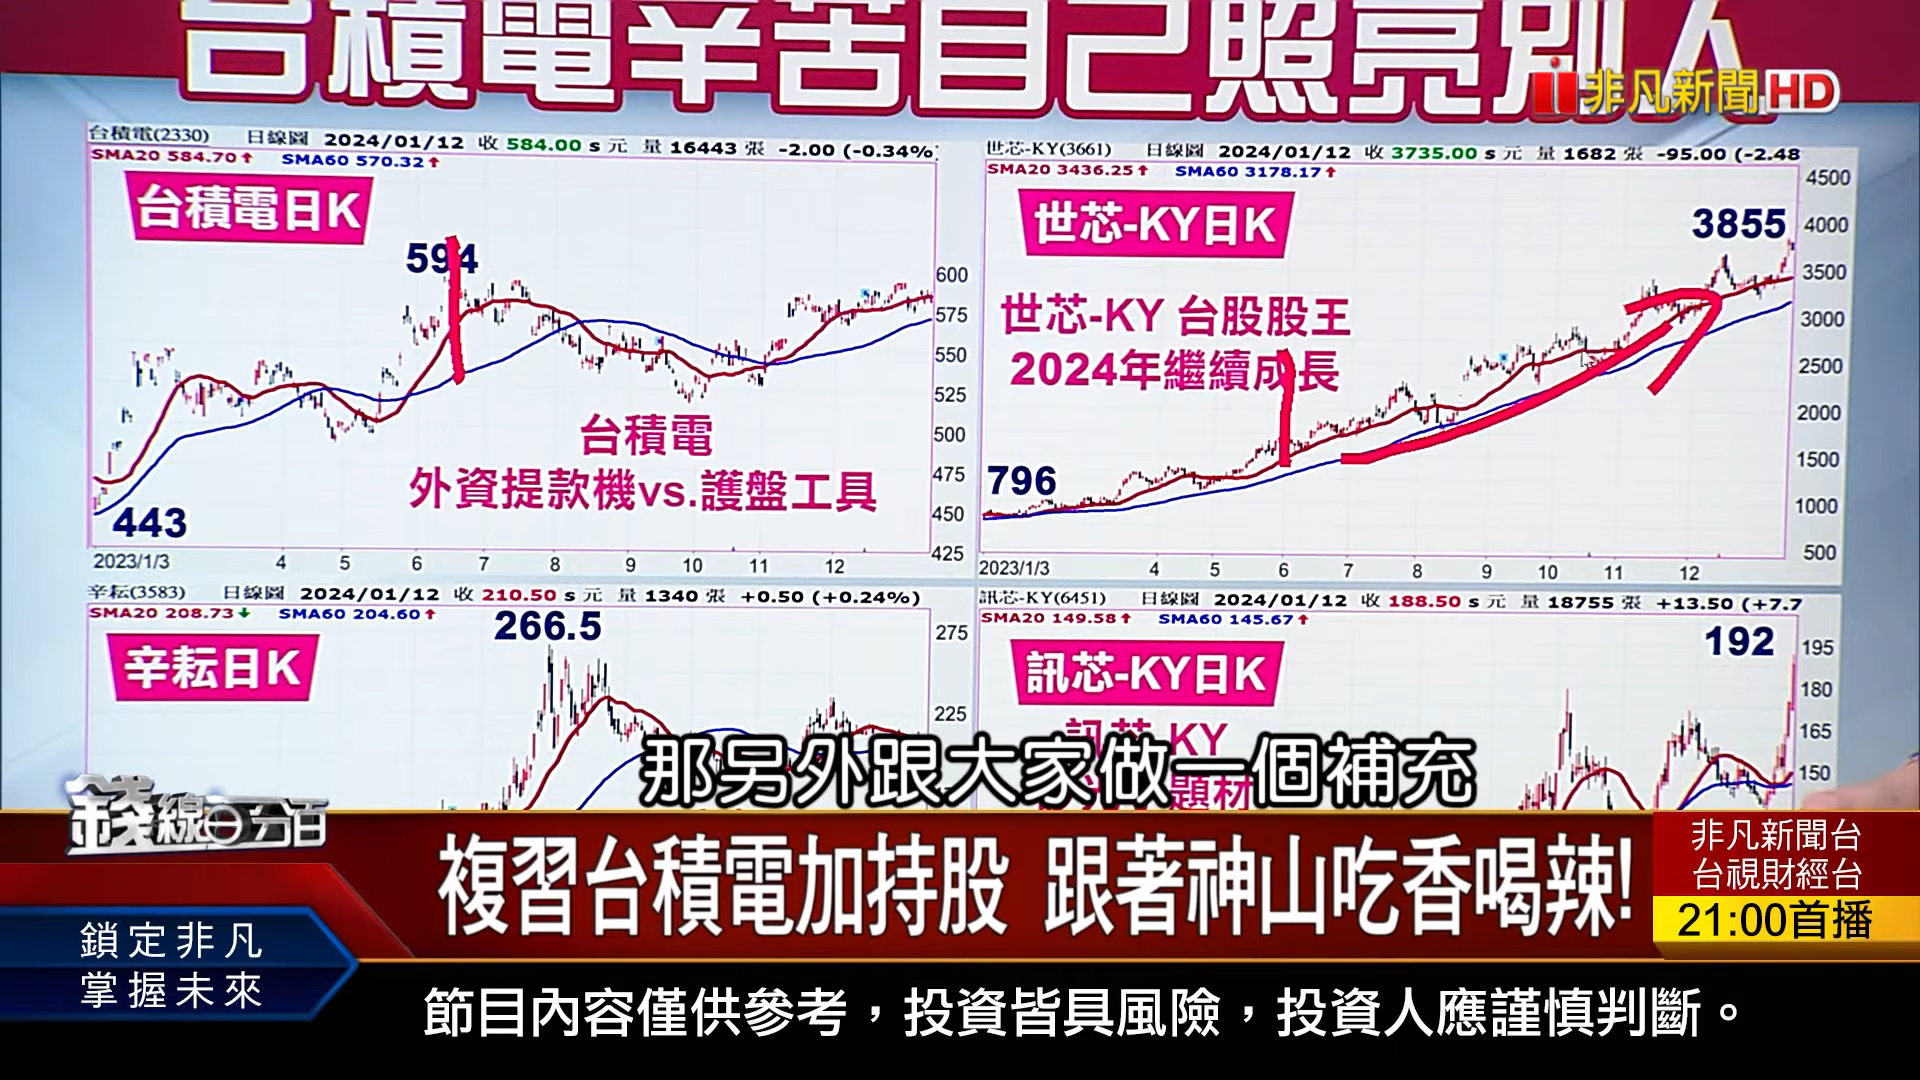 台積電辛苦自己照亮別人
非凡新聞HD
台積電(2330) 日線圖 2024/01/12 收 584.00 s 元 量 16443 張 -2.00 (-0.34%)
SMA20 584.70↑ SMA60 570.32↑
台積電日K
594
台積電
外資提款機vs.護盤工具
443
600
575
550
525
500
475
450
425
2023/1/3 4 5 6 7 8 9 10 11 12
世芯-KY(3661) 日線圖 2024/01/12 收 3735.00 s 元 量 1682 張 -95.00 (-2.48
SMA20 3436.25↑ SMA60 3178.17↑
世芯-KY日K
3855
世芯-KY 台股股王
2024年繼續成長
796
4500
4000
3500
3000
2500
2000
1500
1000
500
2023/1/3 4 5 6 7 8 9 10 11 12
辛耘(3583) 日線圖 2024/01/12 收 210.50 s 元 量 1340 張 +0.50 (+0.24%)
SMA20 208.73↓ SMA60 204.60↑
辛耘日K
266.5
275
225
訊芯-KY(6451) 日線圖 2024/01/12 收 188.50 s 元 量 18755 張 +13.50 (+7.7
SMA20 149.58↑ SMA60 145.67↑
訊芯-KY日K
192
訊芯-KY
題材
195
180
165
150
那另外跟大家做一個補充
錢線百分百
複習台積電加持股 跟著神山吃香喝辣!
非凡新聞台
台視財經台
21:00首播
鎖定非凡
掌握未來
節目內容僅供參考，投資皆具風險，投資人應謹慎判斷。